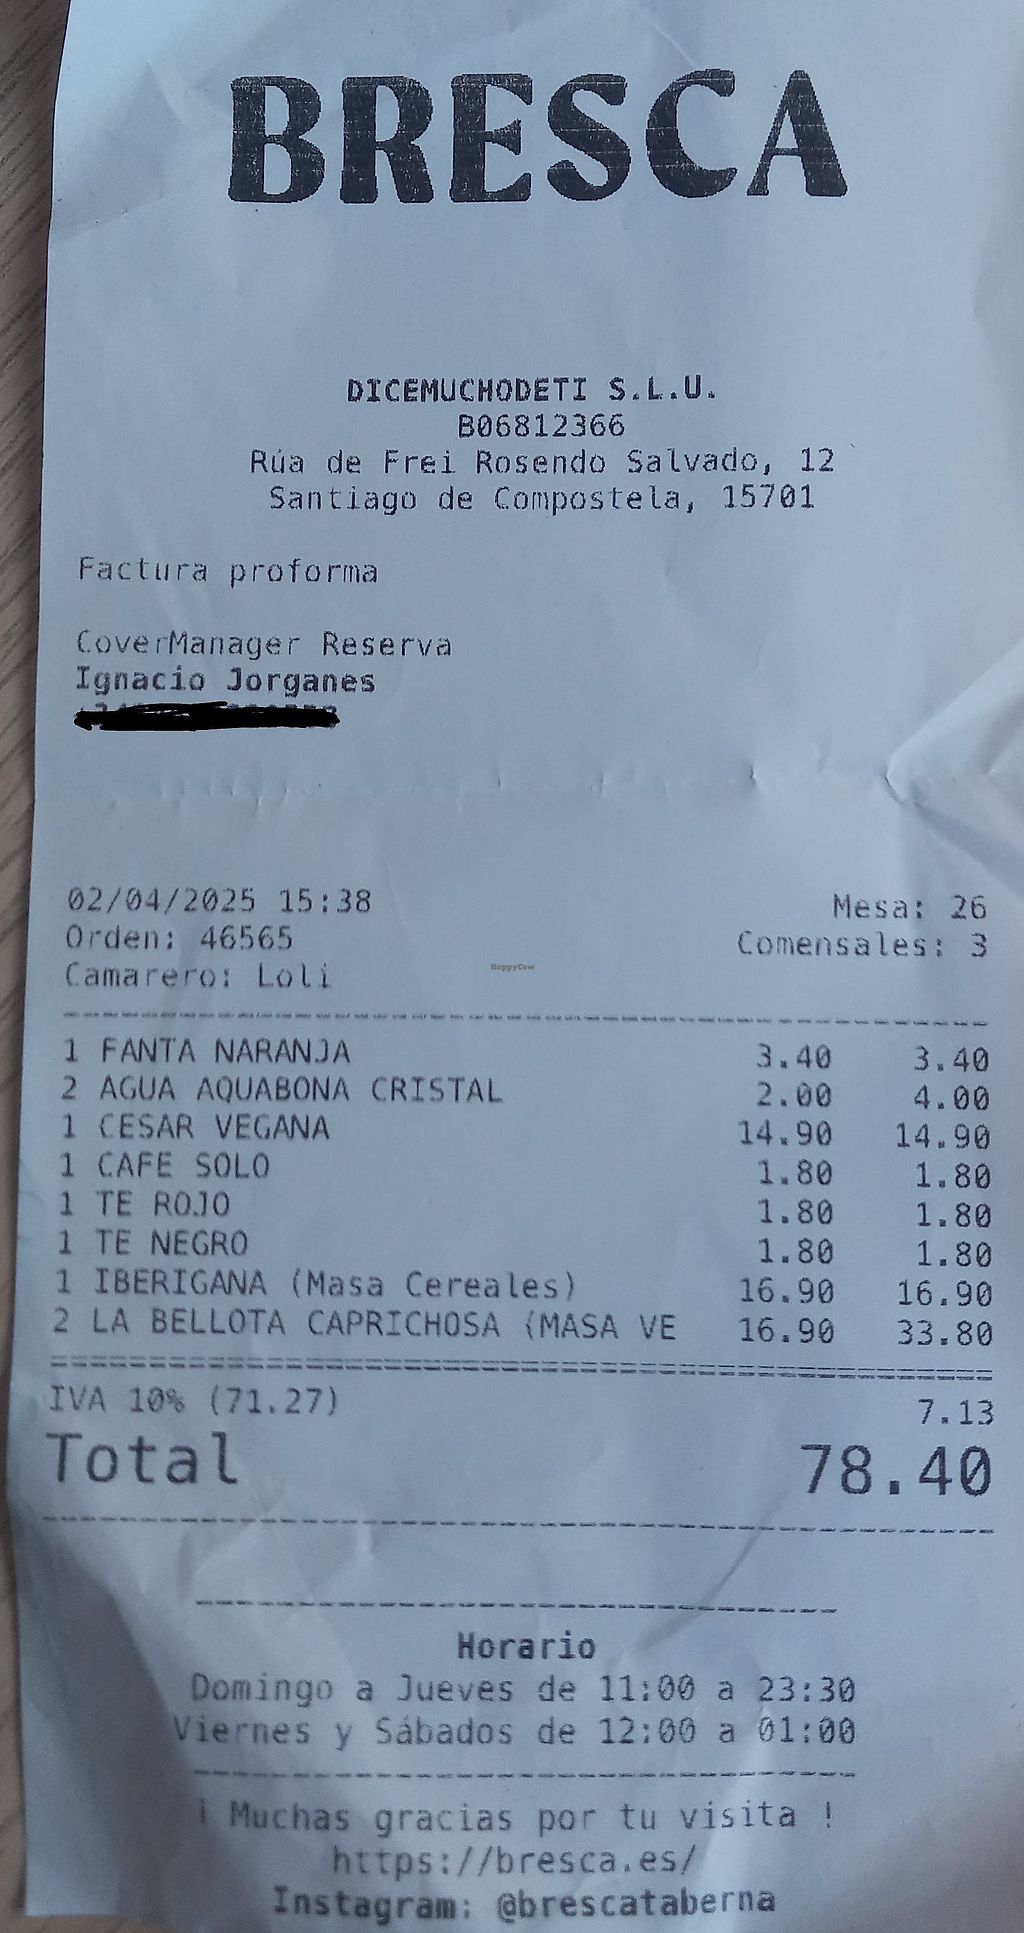 BRESCA
DICEMUCHODETI S.L.U.
B06812366
Rúa de Frei Rosendo Salvado, 12
Santiago de Compostela, 15701
Factura proforma
CoverManager Reserva
Ignacio Jorganes
02/04/2025 15:38
Mesa: 26
Orden: 46565
Comensales: 3
Camarero: Loli
HappyCow
1 FANTA NARANJA 3.40 3.40
2 AGUA AQUABONA CRISTAL 2.00 4.00
1 CESAR VEGANA 14.90 14.90
1 CAFE SOLO 1.80 1.80
1 TE ROJO 1.80 1.80
1 TE NEGRO 1.80 1.80
1 IBERIGANA (Masa Cereales) 16.90 16.90
2 LA BELLOTA CAPRICHOSA (MASA VE 16.90 33.80
IVA 10% (71.27) 7.13
Total 78.40
Horario
Domingo a Jueves de 11:00 a 23:30
Viernes y Sábados de 12:00 a 01:00
¡ Muchas gracias por tu visita !
https://bresca.es/
Instagram: @brescataberna